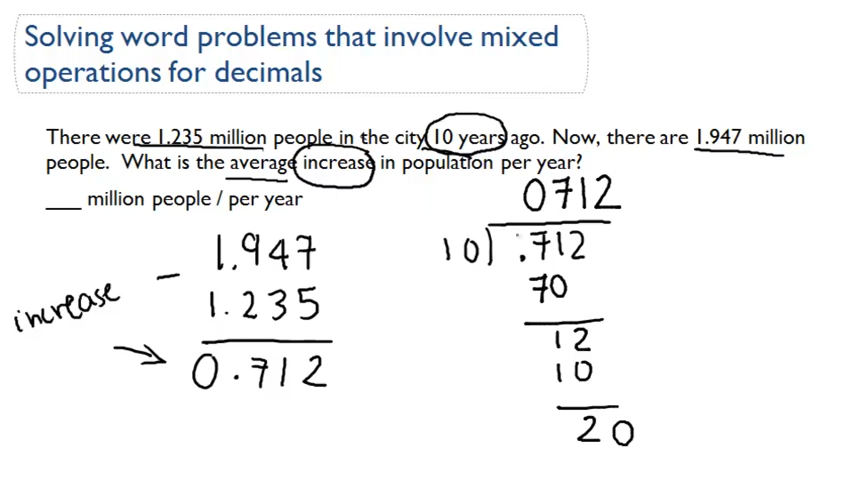 Solving word problems that involve mixed
operations for decimals
There were 1.235 million people in the city 10 years ago. Now, there are 1.947 million
people. What is the average increase in population per year?
___ million people / per year
increase
- 1.947
1.235
0.712
0712
10).712
70
12
10
20